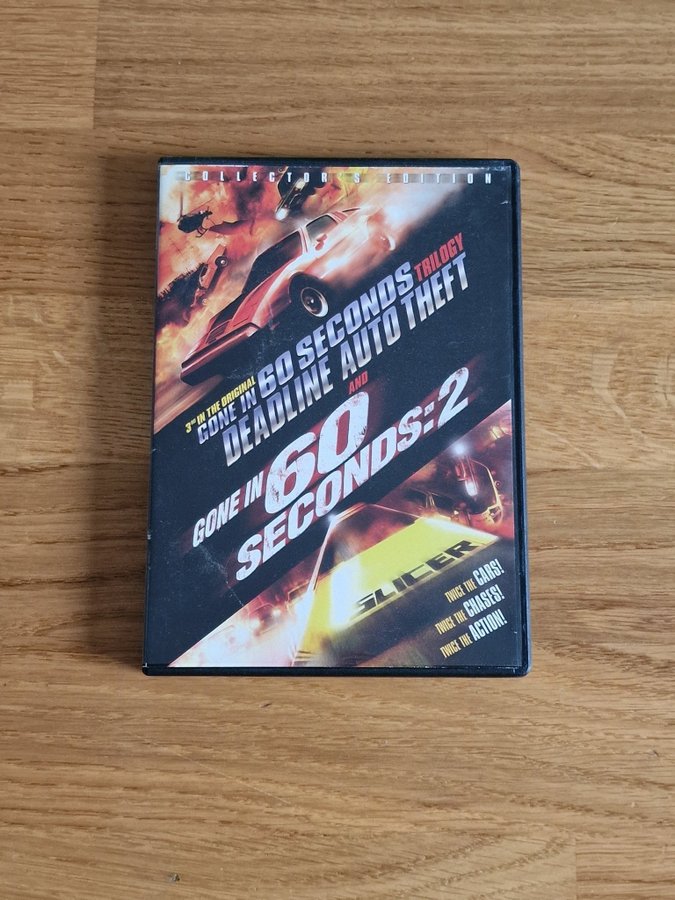 COLLECTOR'S EDITION
3RD IN THE ORIGINAL
GONE IN 60 SECONDS TRILOGY
DEADLINE AUTO THEFT
AND
GONE IN 60
SECONDS: 2
SLICER
TWICE THE CARS!
TWICE THE CHASES!
TWICE THE ACTION!